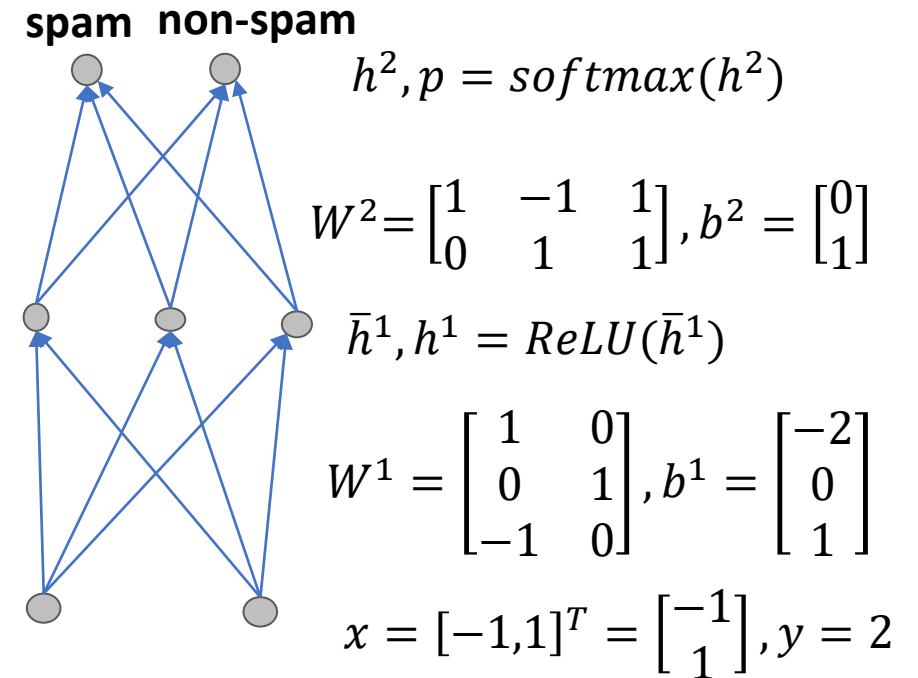 spam non-spam
h², p = softmax(h²)
W² = [1 −1 1; 0 1 1], b² = [0; 1]
h̄¹, h¹ = ReLU(h̄¹)
W¹ = [1 0; 0 1; −1 0], b¹ = [−2; 0; 1]
x = [−1,1]ᵀ = [−1; 1], y = 2